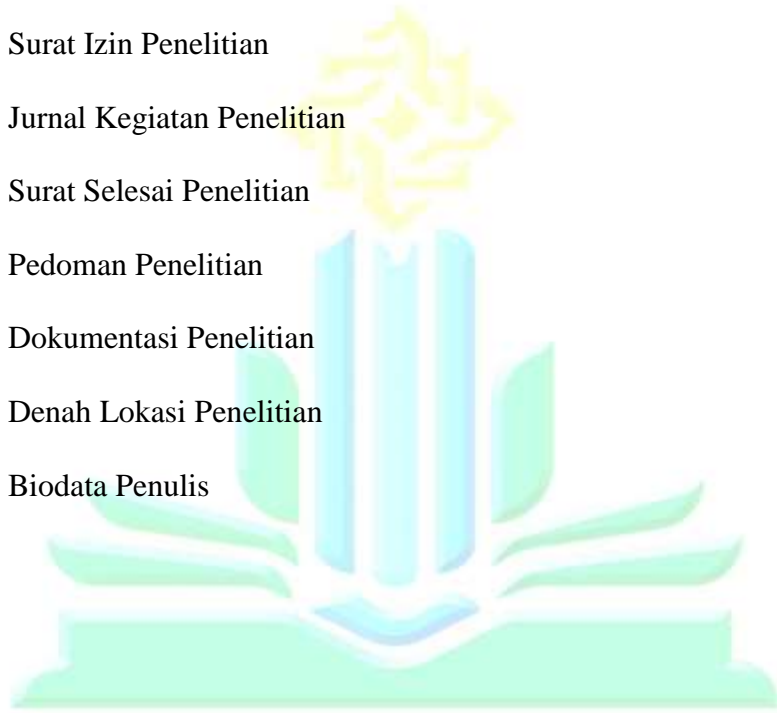 Surat Izin Penelitian
Jurnal Kegiatan Penelitian
Surat Selesai Penelitian
Pedoman Penelitian
Dokumentasi Penelitian
Denah Lokasi Penelitian
Biodata Penulis